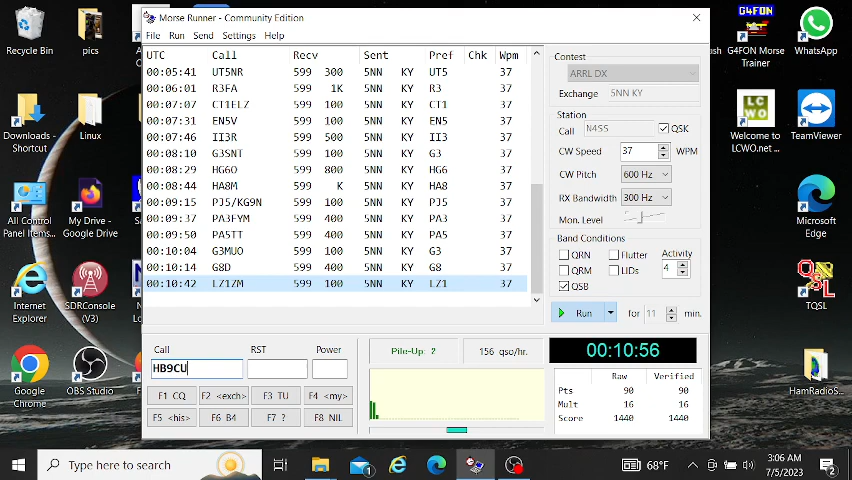 Morse Runner - Community Edition
File Run Send Settings Help
UTC Call Recv Sent Pref Chk Wpm
00:05:41 UT5NR 599 300 5NN KY UT5 37
00:06:01 R3FA 599 1K 5NN KY R3 37
00:07:07 CT1ELZ 599 100 5NN KY CT1 37
00:07:31 EN5V 599 100 5NN KY EN5 37
00:07:46 II3R 599 500 5NN KY II3 37
00:08:10 G3SNT 599 100 5NN KY G3 37
00:08:29 HG6O 599 800 5NN KY HG6 37
00:08:44 HA8M 599 K 5NN KY HA8 37
00:09:15 PJ5/KG9N 599 100 5NN KY PJ5 37
00:09:37 PA3FYM 599 400 5NN KY PA3 37
00:09:50 PA5TT 599 400 5NN KY PA5 37
00:10:04 G3MUO 599 100 5NN KY G3 37
00:10:14 G8D 599 400 5NN KY G8 37
00:10:42 LZ1ZM 599 100 5NN KY LZ1 37
Call RST Power
HB9CU
F1 CQ F2 <exch> F3 TU F4 <my>
F5 <his> F6 B4 F7 ? F8 NIL
Pile-Up: 2 156 qso/hr.
Contest
ARRL DX
Exchange 5NN KY
Station
Call N4S5 QSK
CW Speed 37 WPM
CW Pitch 600 Hz
RX Bandwidth 300 Hz
Mon. Level
Band Conditions
QRN Flutter Activity
QRM LIDs 4
QSB
Run for 11 min.
00:10:56
Raw Verified
Pts 90 90
Mult 16 16
Score 1440 1440
Recycle Bin
pics
Downloads - Shortcut
Linux
All Control Panel Items...
My Drive - Google Drive
Internet Explorer
SDRConsole (V3)
Google Chrome
OBS Studio
G4FON
G4FON Morse Trainer
WhatsApp
LC
WO
Welcome to LCWO.net ...
TeamViewer
Microsoft Edge
TQSL
HamRadioS...
Type here to search
1
68°F
3:06 AM
7/5/2023
2